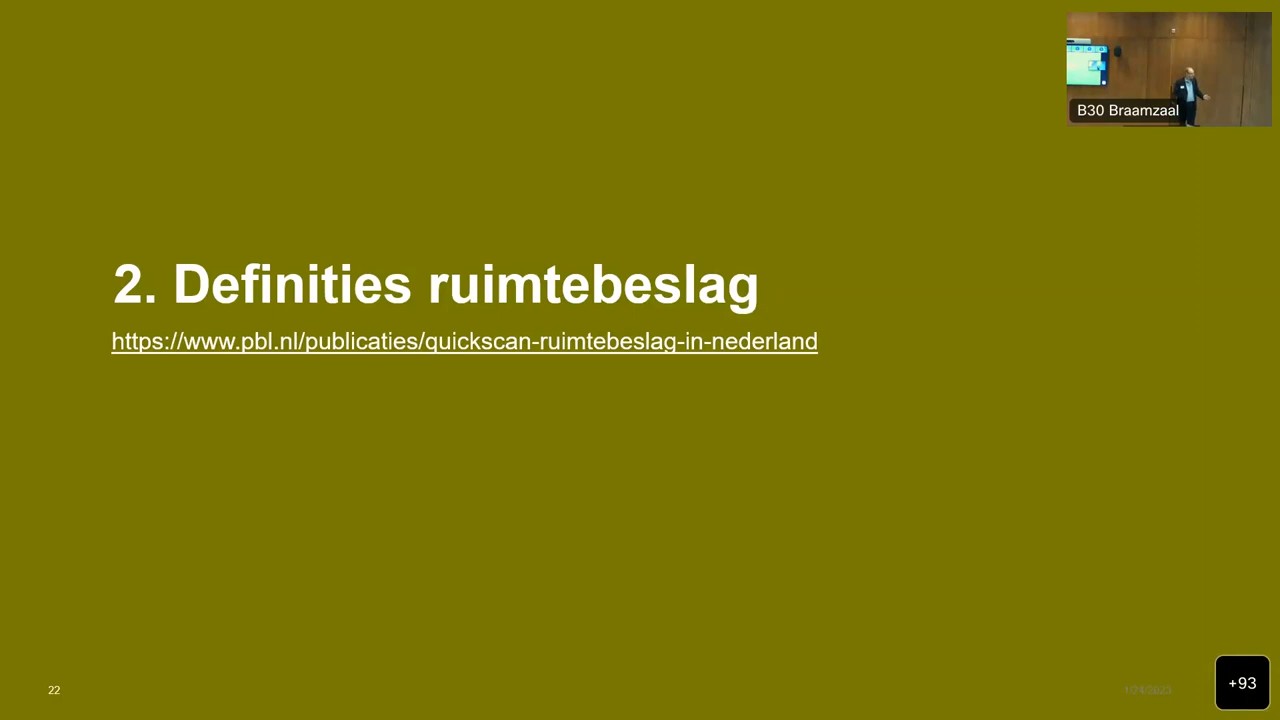 B30 Braamzaal
2. Definities ruimtebeslag
https://www.pbl.nl/publicaties/quickscan-ruimtebeslag-in-nederland
22
+93